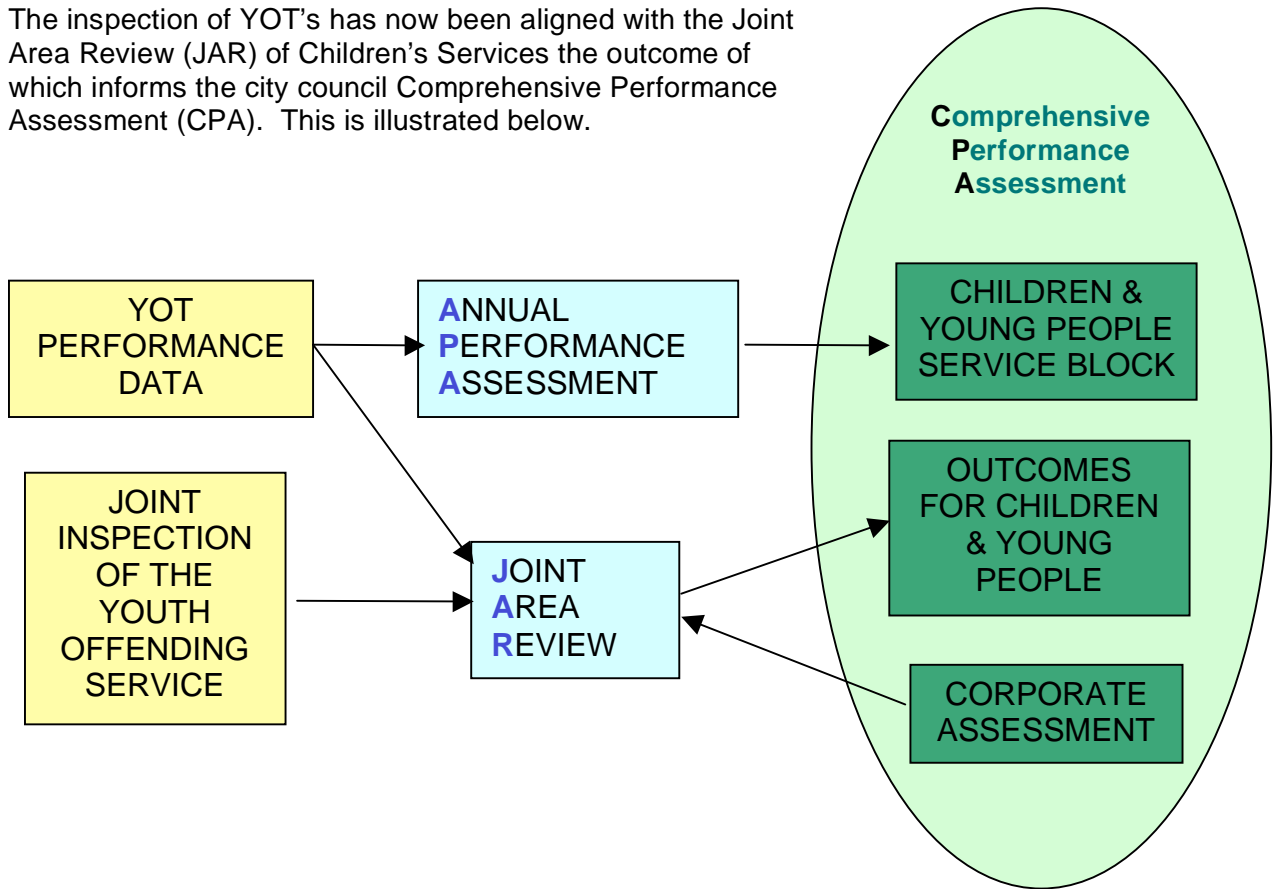 The inspection of YOT's has now been aligned with the Joint
Area Review (JAR) of Children's Services the outcome of
which informs the city council Comprehensive Performance
Assessment (CPA).  This is illustrated below.
Comprehensive
Performance
Assessment
YOT
PERFORMANCE
DATA
ANNUAL
PERFORMANCE
ASSESSMENT
CHILDREN &
YOUNG PEOPLE
SERVICE BLOCK
JOINT
INSPECTION
OF THE
YOUTH
OFFENDING
SERVICE
JOINT
AREA
REVIEW
OUTCOMES
FOR CHILDREN
& YOUNG
PEOPLE
CORPORATE
ASSESSMENT